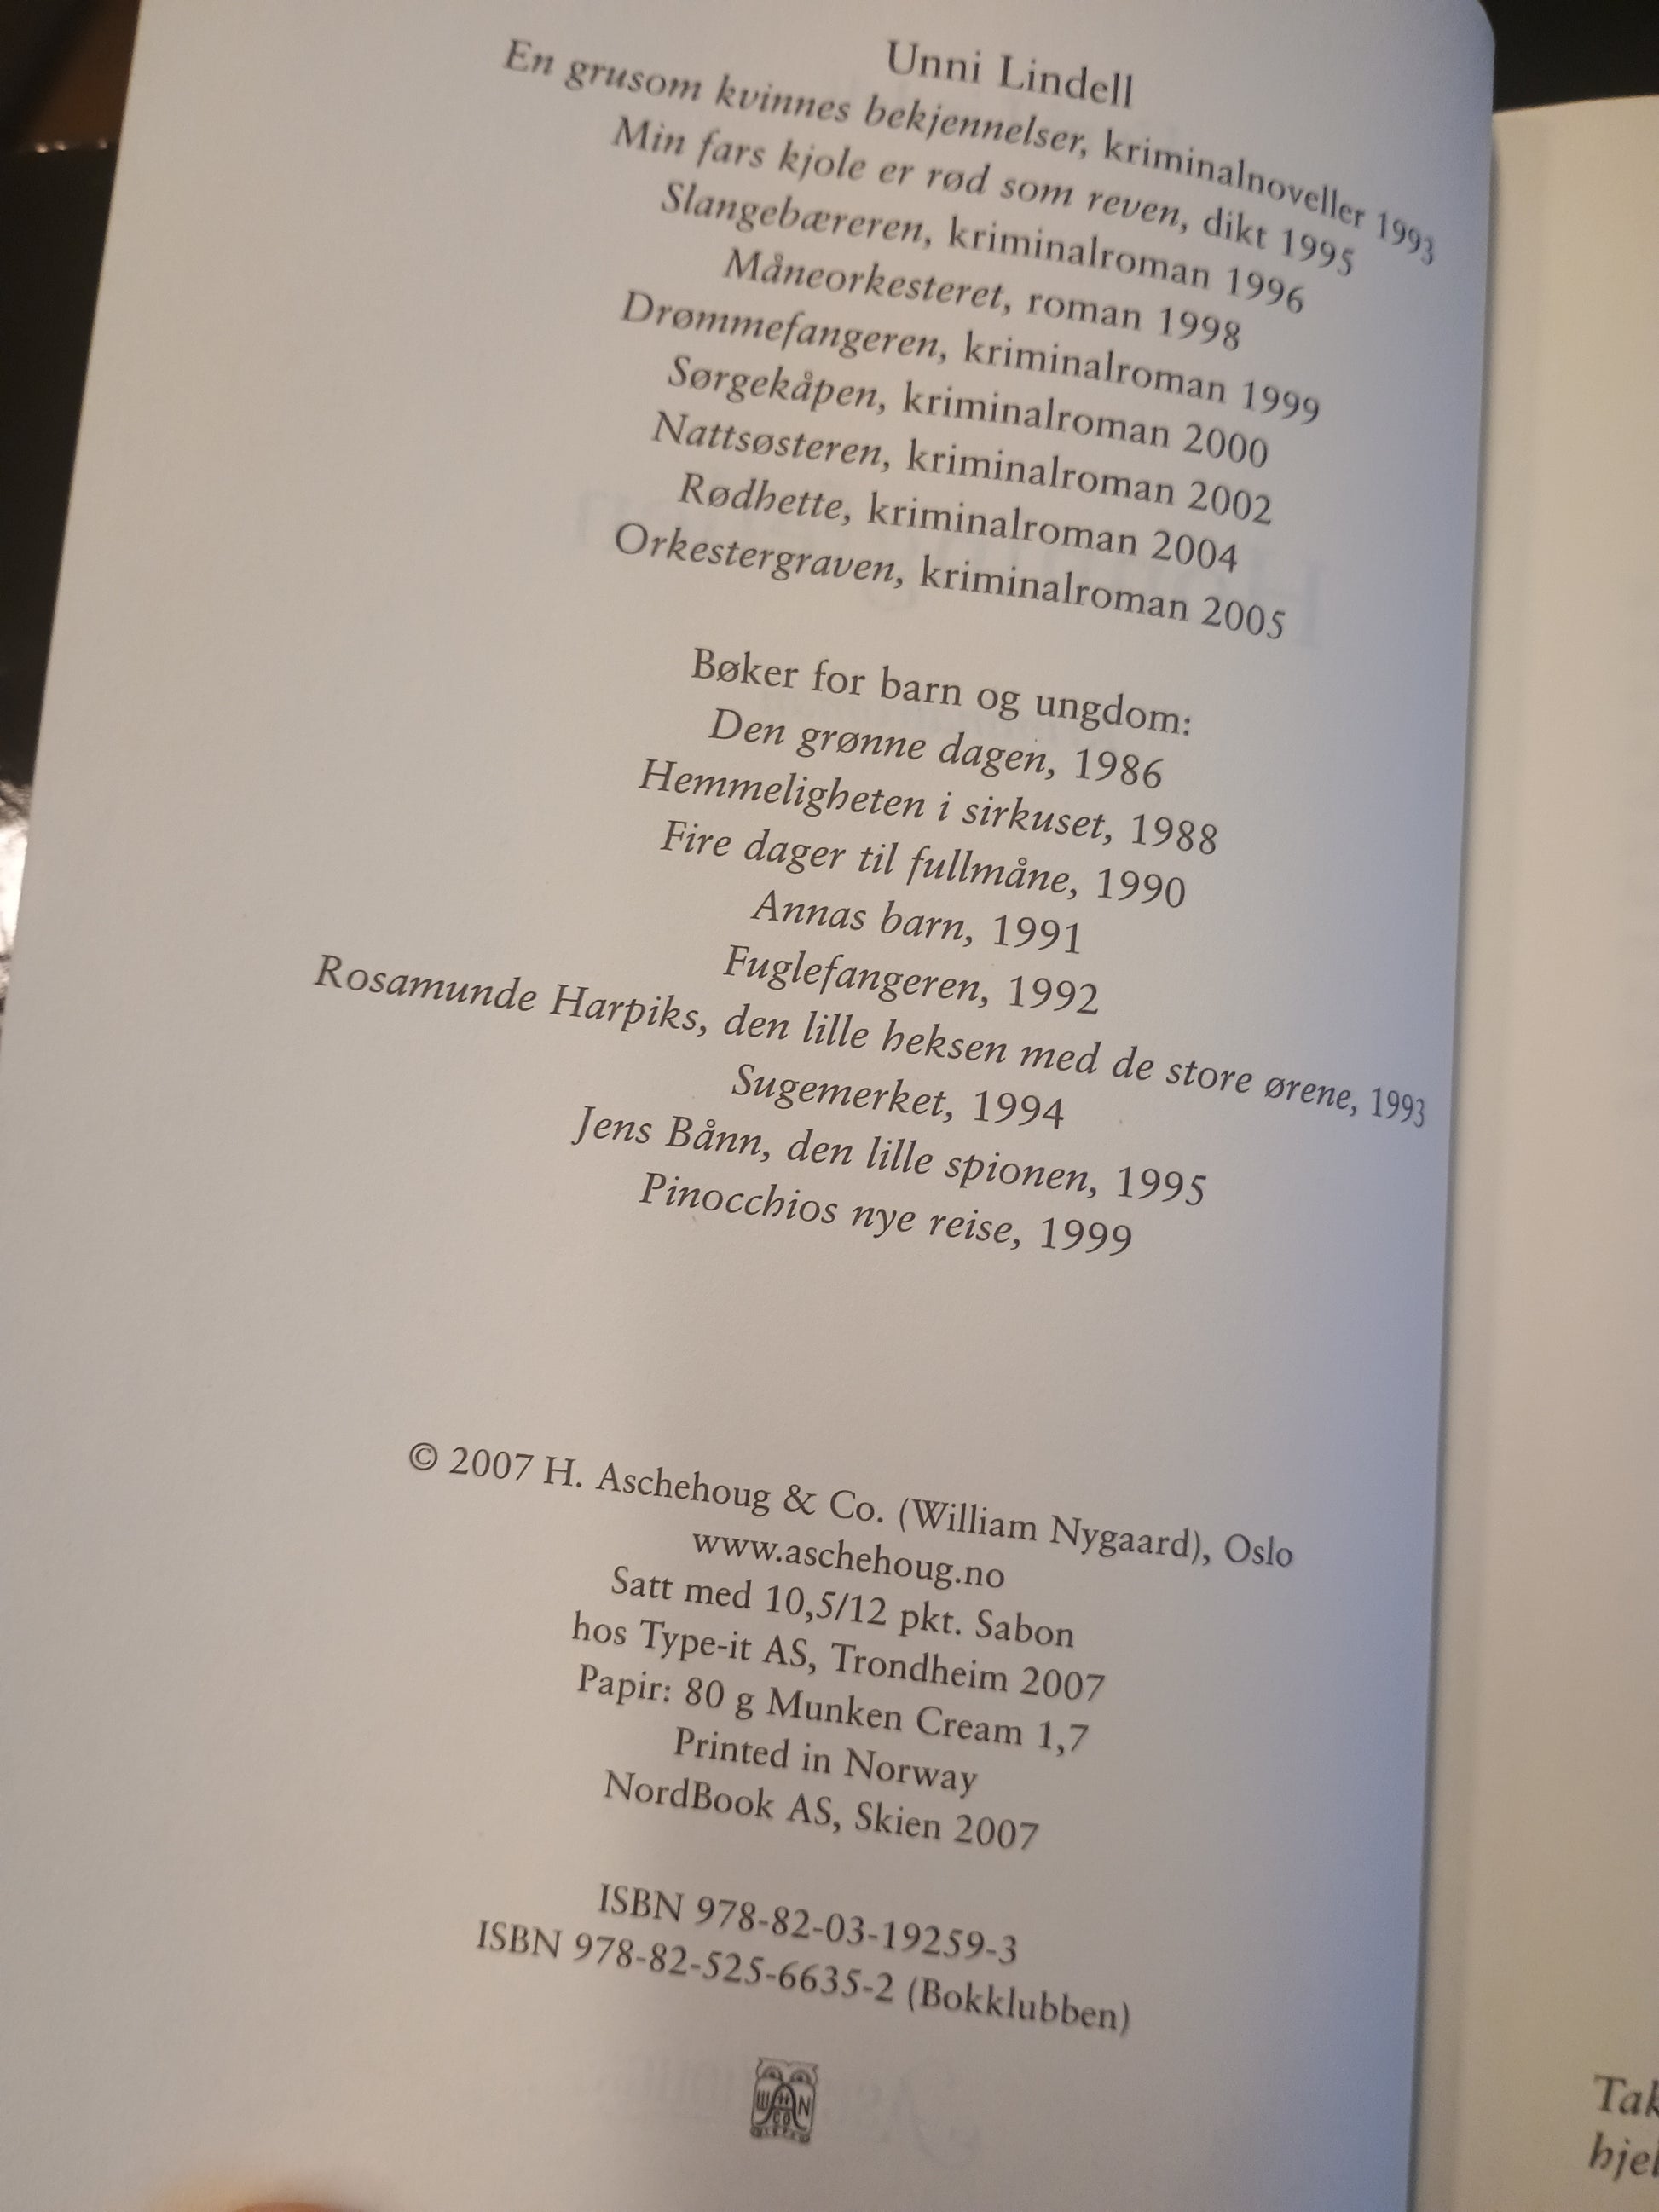 Unni Lindell
En grusom kvinnes bekjennelser, kriminalnoveller 1993
Min fars kjole er rød som reven, dikt 1995
Slangebæreren, kriminalroman 1996
Måneorkesteret, roman 1998
Drømmefangeren, kriminalroman 1999
Sørgekåpen, kriminalroman 2000
Nattsøsteren, kriminalroman 2002
Rødhette, kriminalroman 2004
Orkestergraven, kriminalroman 2005
Bøker for barn og ungdom:
Den grønne dagen, 1986
Hemmeligheten i sirkuset, 1988
Fire dager til fullmåne, 1990
Annas barn, 1991
Fuglefangeren, 1992
Rosamunde Harpiks, den lille heksen med de store ørene, 1993
Sugemerket, 1994
Jens Bånn, den lille spionen, 1995
Pinocchios nye reise, 1999
© 2007 H. Aschehoug & Co. (William Nygaard), Oslo
www.aschehoug.no
Satt med 10,5/12 pkt. Sabon
hos Type-it AS, Trondheim 2007
Papir: 80 g Munken Cream 1,7
Printed in Norway
NordBook AS, Skien 2007
ISBN 978-82-03-19259-3
ISBN 978-82-525-6635-2 (Bokklubben)